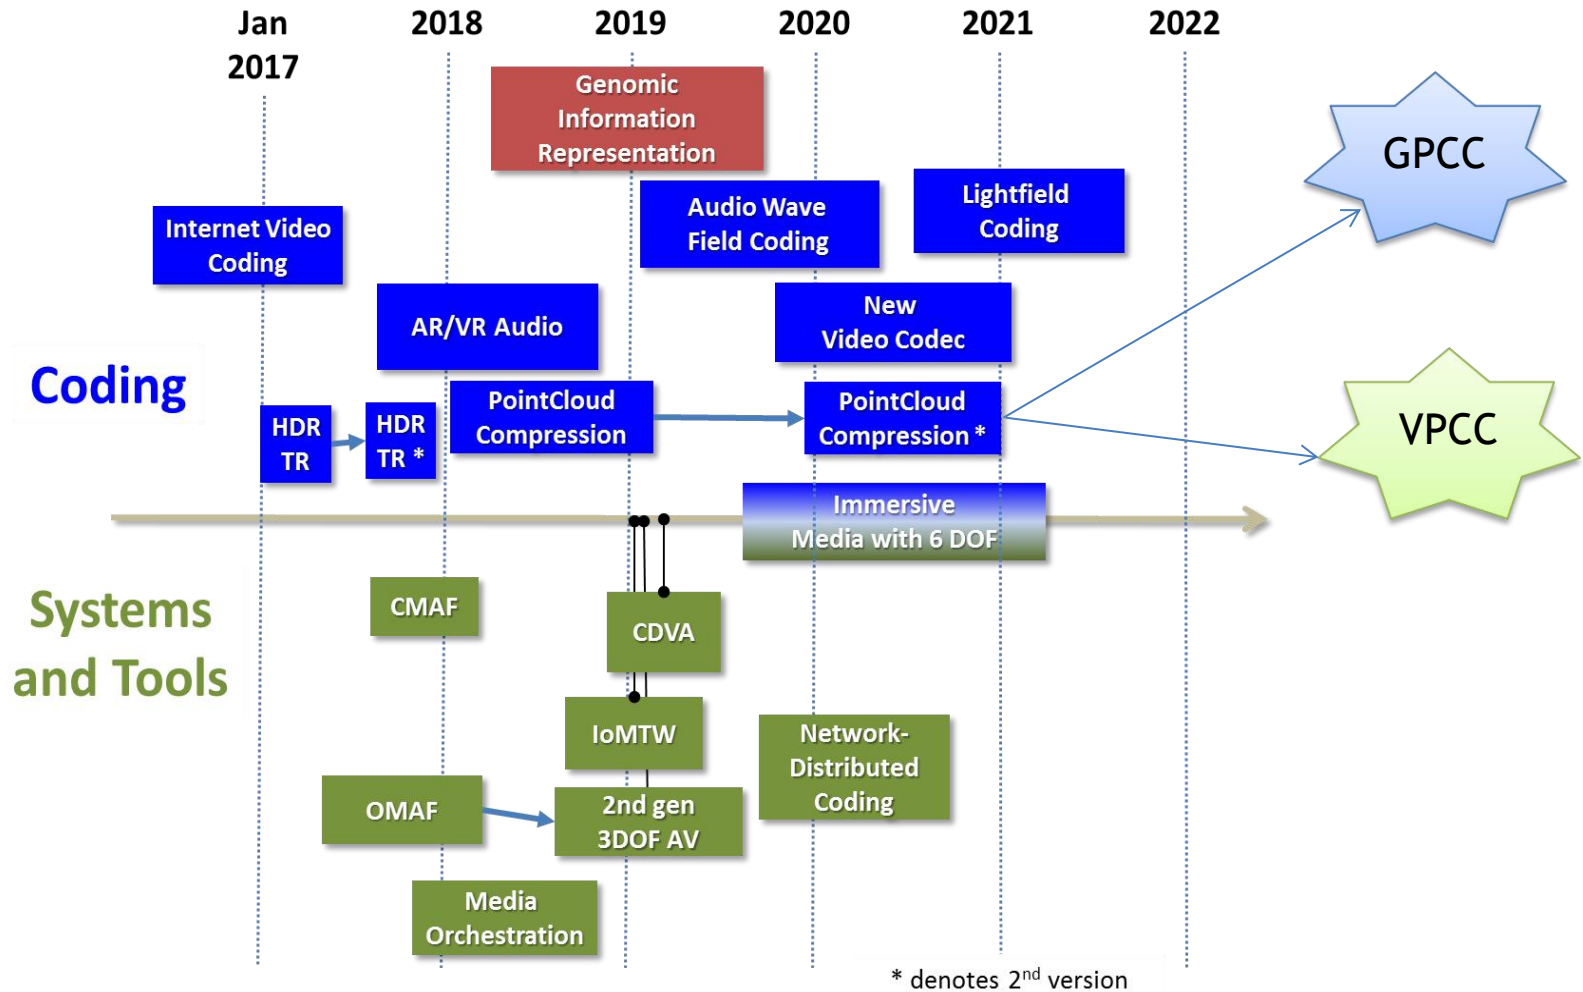 Jan
2017
2018
2019
2020
2021
2022
Genomic
Information
Representation
GPCC
Internet Video
Coding
Audio Wave
Field Coding
Lightfield
Coding
AR/VR Audio
New
Video Codec
Coding
HDR
TR
HDR
TR *
PointCloud
Compression
PointCloud
Compression *
VPCC
Immersive
Media with 6 DOF
Systems
and Tools
CMAF
CDVA
IoMTW
Network-
Distributed
Coding
OMAF
2nd gen
3DOF AV
Media
Orchestration
* denotes 2nd version